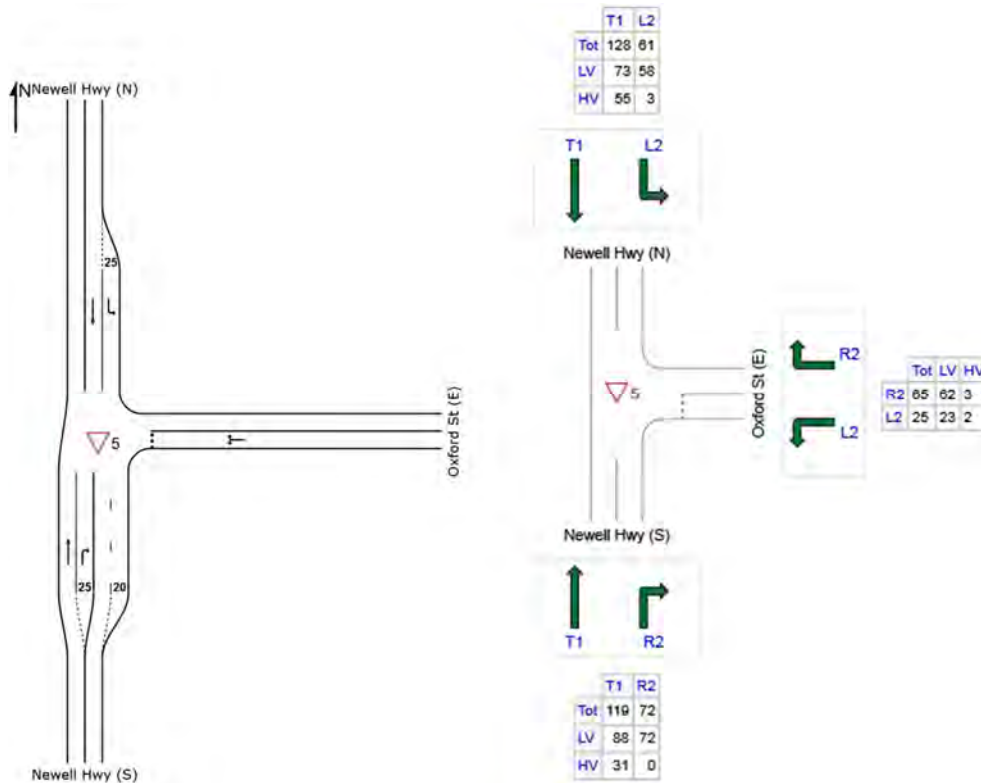 N
Newell Hwy (N)
25
5
Oxford St (E)
25
20
Newell Hwy (S)
T1 L2
Tot 128 61
LV 73 58
HV 55 3
T1 L2
Newell Hwy (N)
5
Oxford St (E)
R2
L2
Tot LV HV
R2 65 62 3
L2 25 23 2
Newell Hwy (S)
T1 R2
T1 R2
Tot 119 72
LV 88 72
HV 31 0